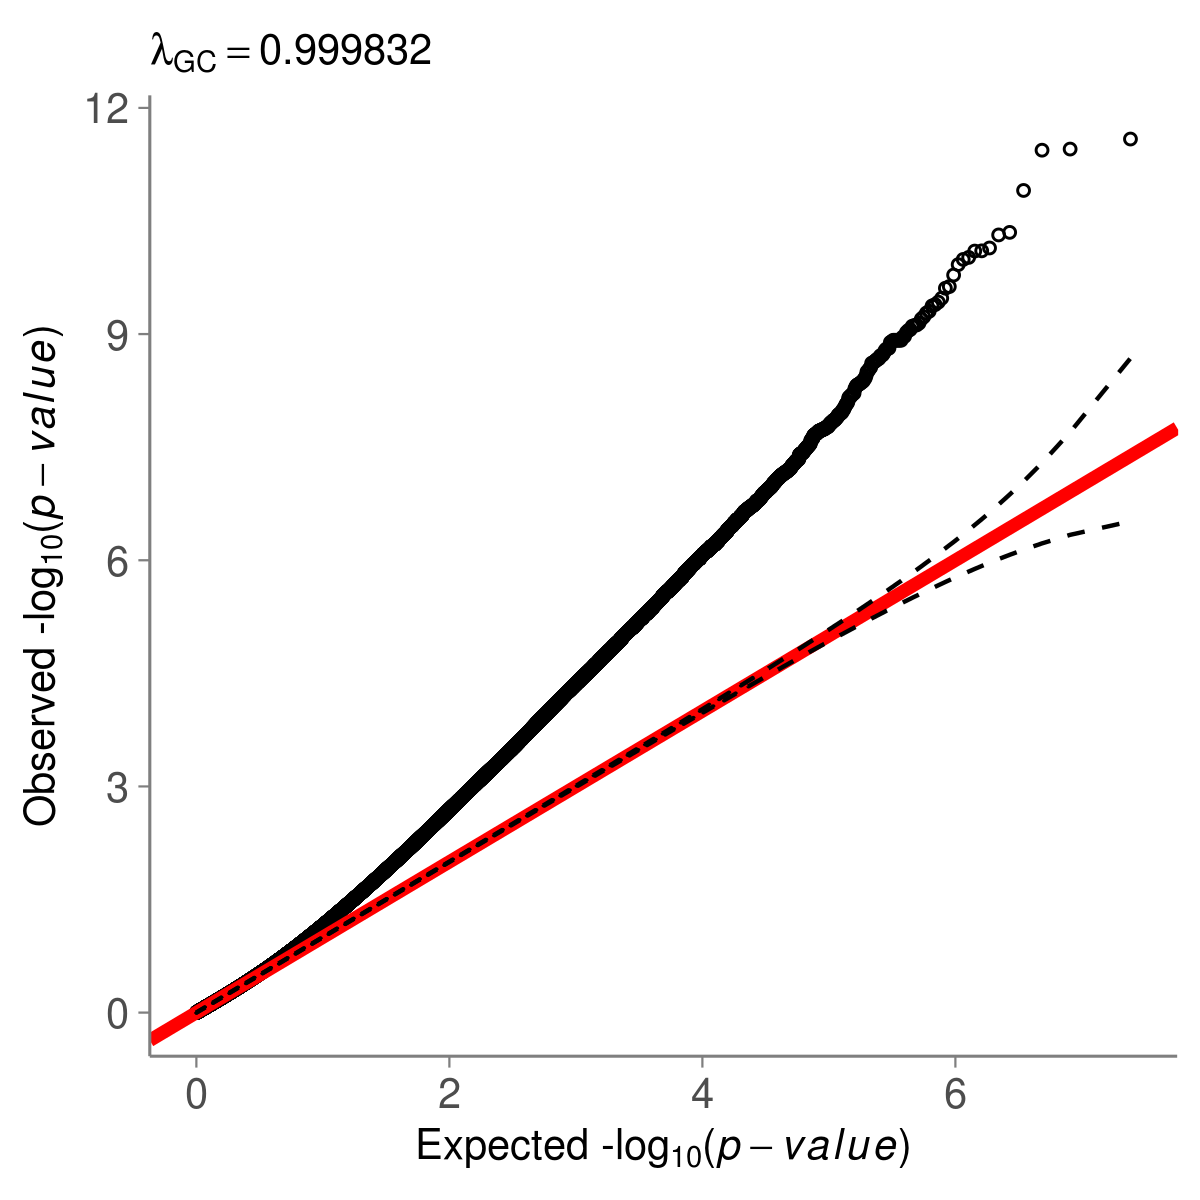 λGC = 0.999832
12
9
6
3
0
Observed -log10(p − value)
0 2 4 6
Expected -log10(p − value)